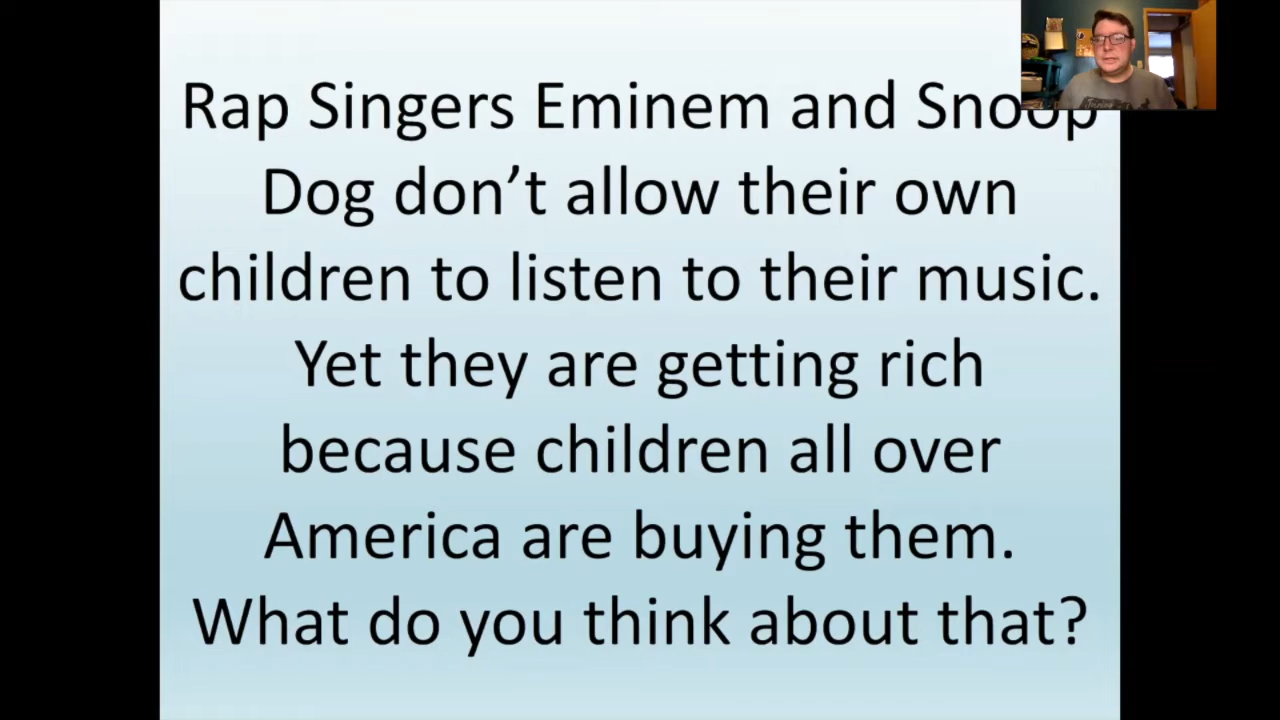 Rap Singers Eminem and Snoop
Dog don’t allow their own
children to listen to their music.
Yet they are getting rich
because children all over
America are buying them.
What do you think about that?